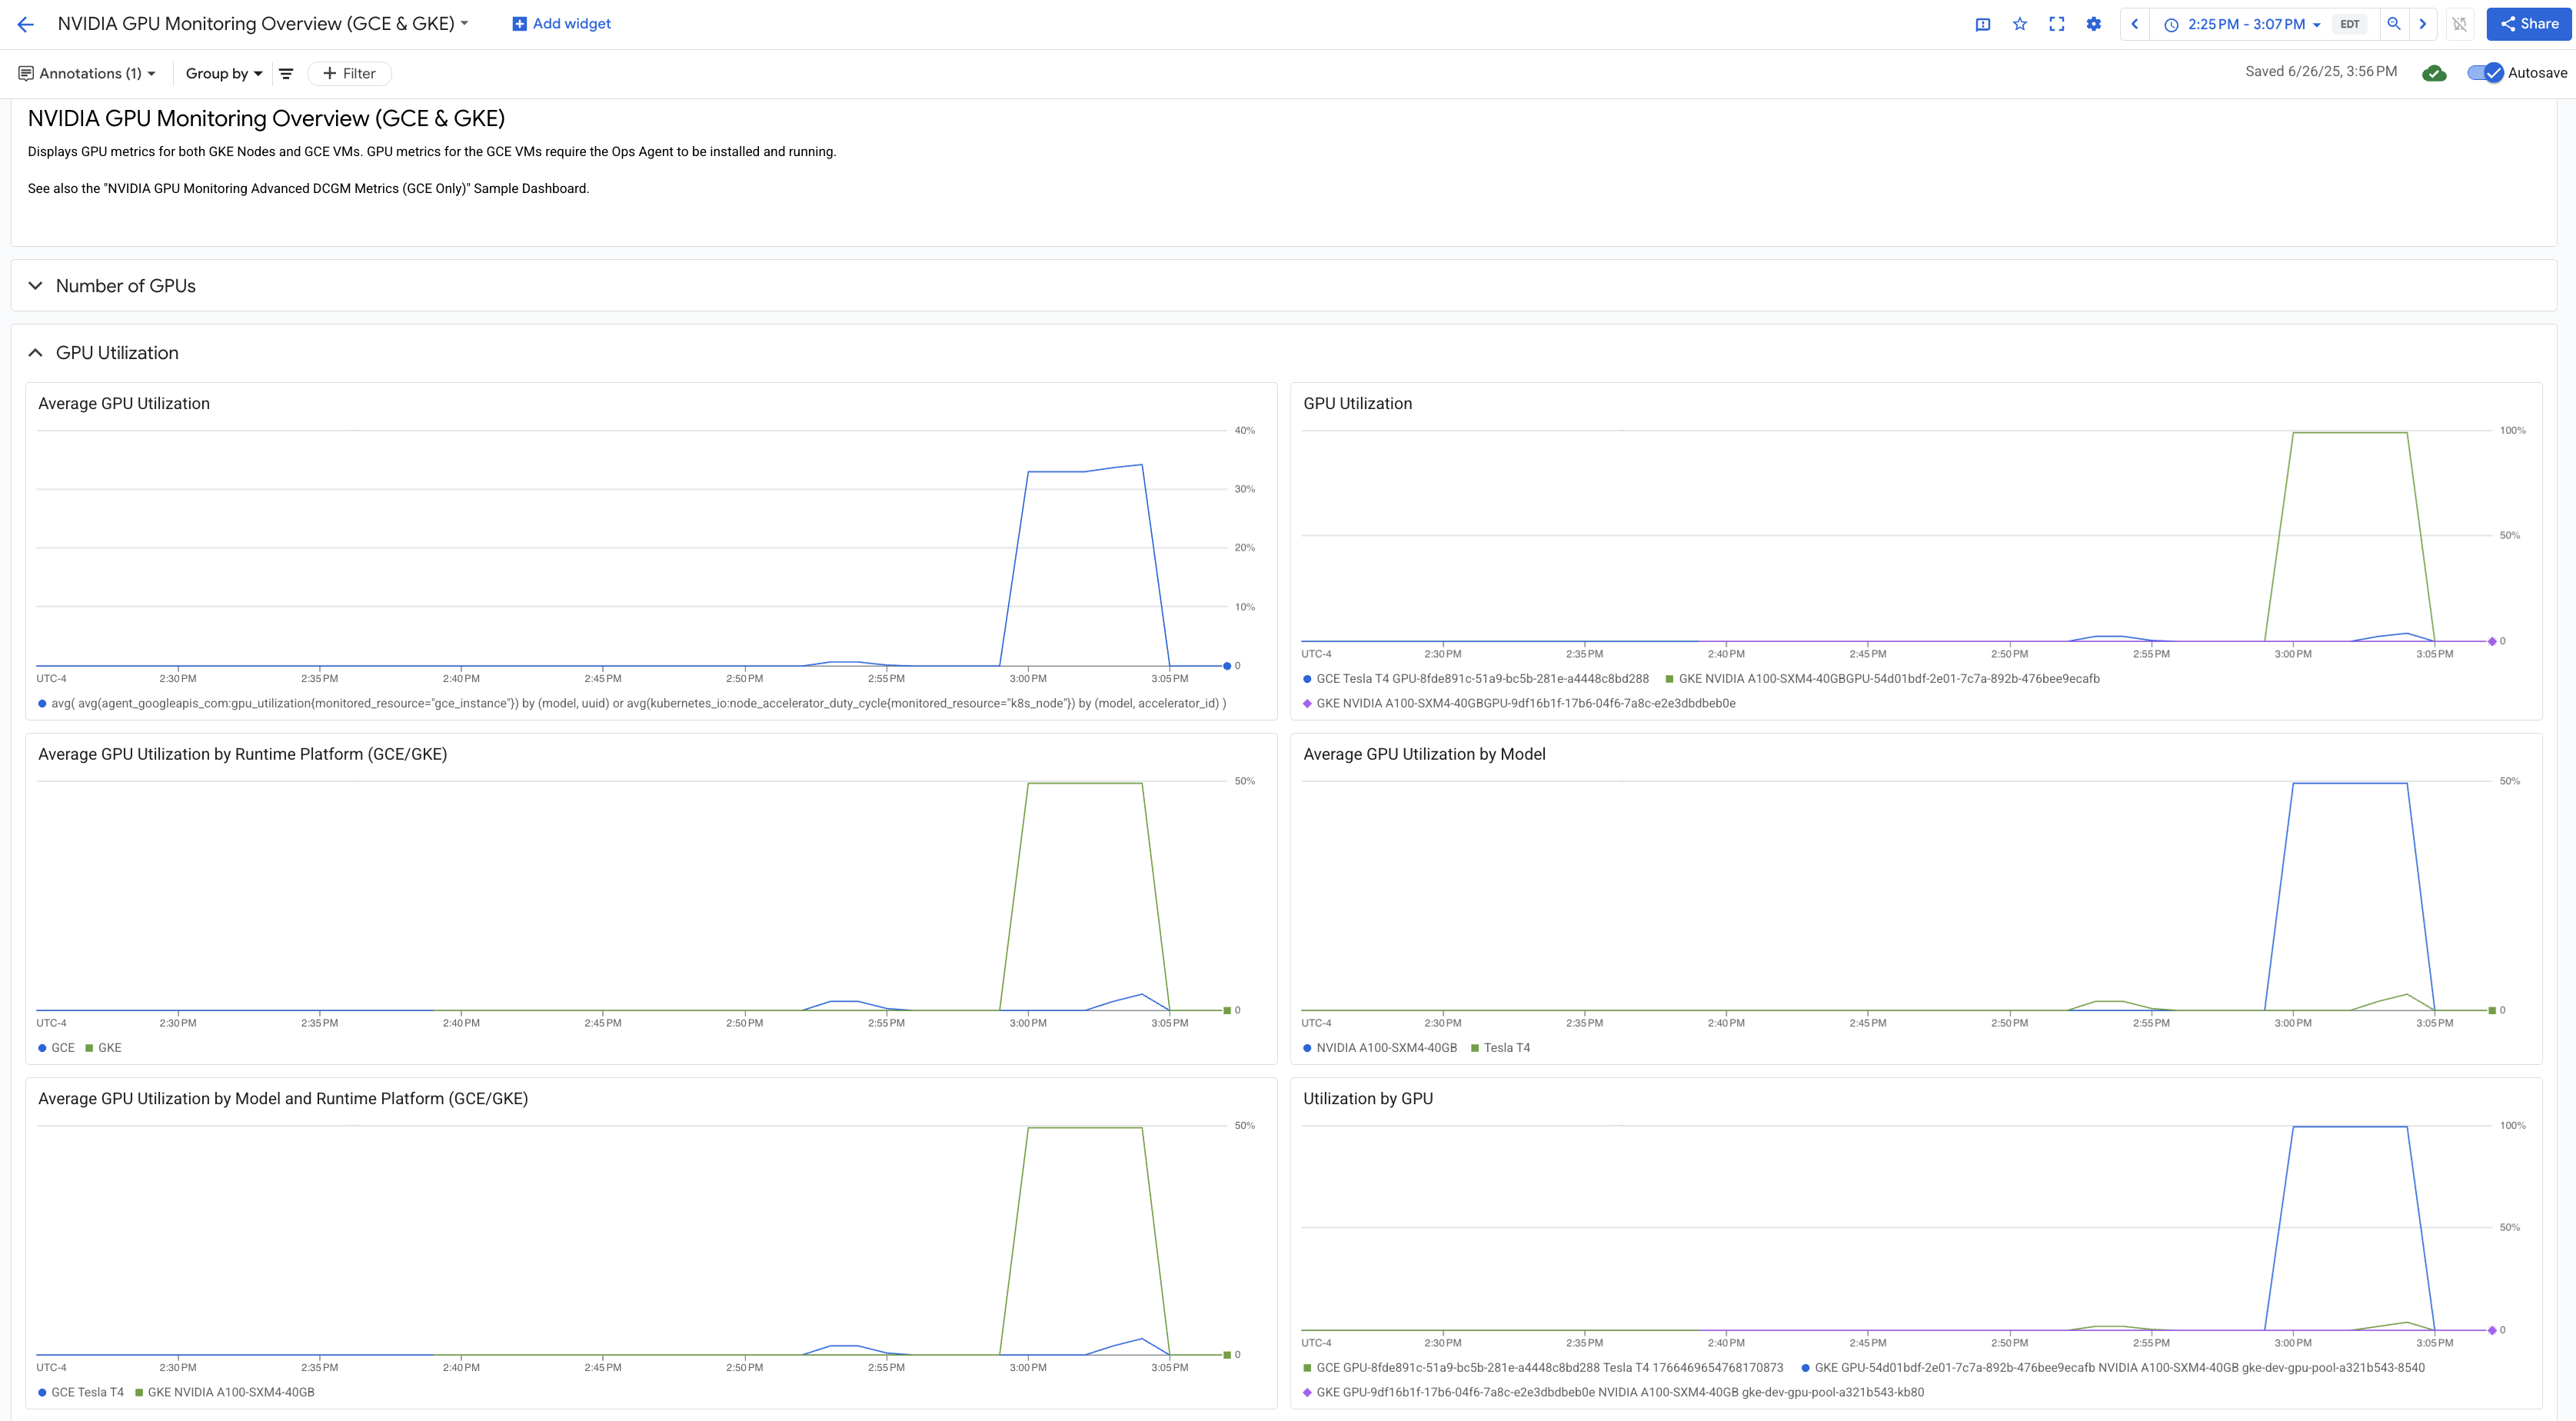 NVIDIA GPU Monitoring Overview (GCE & GKE)
Add widget
2:25 PM - 3:07 PM
EDT
Share
Annotations (1)
Group by
Filter
Saved 6/26/25, 3:56 PM
Autosave
NVIDIA GPU Monitoring Overview (GCE & GKE)
Displays GPU metrics for both GKE Nodes and GCE VMs. GPU metrics for the GCE VMs require the Ops Agent to be installed and running.
See also the "NVIDIA GPU Monitoring Advanced DCGM Metrics (GCE Only)" Sample Dashboard.
Number of GPUs
GPU Utilization
Average GPU Utilization
40%
30%
20%
10%
0
UTC-4 2:30 PM 2:35 PM 2:40 PM 2:45 PM 2:50 PM 2:55 PM 3:00 PM 3:05 PM
avg( avg(agent_googleapis_com:gpu_utilization{monitored_resource="gce_instance"}) by (model, uuid) or avg(kubernetes_io:node_accelerator_duty_cycle{monitored_resource="k8s_node"}) by (model, accelerator_id) )
GPU Utilization
100%
50%
0
UTC-4 2:30 PM 2:35 PM 2:40 PM 2:45 PM 2:50 PM 2:55 PM 3:00 PM 3:05 PM
GCE Tesla T4 GPU-8fde891c-51a9-bc5b-281e-a4448c8bd288 GKE NVIDIA A100-SXM4-40GBGPU-54d01bdf-2e01-7c7a-892b-476bee9ecafb
GKE NVIDIA A100-SXM4-40GBGPU-9df16b1f-17b6-04f6-7a8c-e2e3dbdbeb0e
Average GPU Utilization by Runtime Platform (GCE/GKE)
50%
0
UTC-4 2:30 PM 2:35 PM 2:40 PM 2:45 PM 2:50 PM 2:55 PM 3:00 PM 3:05 PM
GCE GKE
Average GPU Utilization by Model
50%
0
UTC-4 2:30 PM 2:35 PM 2:40 PM 2:45 PM 2:50 PM 2:55 PM 3:00 PM 3:05 PM
NVIDIA A100-SXM4-40GB Tesla T4
Average GPU Utilization by Model and Runtime Platform (GCE/GKE)
50%
0
UTC-4 2:30 PM 2:35 PM 2:40 PM 2:45 PM 2:50 PM 2:55 PM 3:00 PM 3:05 PM
GCE Tesla T4 GKE NVIDIA A100-SXM4-40GB
Utilization by GPU
100%
50%
0
UTC-4 2:30 PM 2:35 PM 2:40 PM 2:45 PM 2:50 PM 2:55 PM 3:00 PM 3:05 PM
GCE GPU-8fde891c-51a9-bc5b-281e-a4448c8bd288 Tesla T4 1766469654768170873 GKE GPU-54d01bdf-2e01-7c7a-892b-476bee9ecafb NVIDIA A100-SXM4-40GB gke-dev-gpu-pool-a321b543-8540
GKE GPU-9df16b1f-17b6-04f6-7a8c-e2e3dbdbeb0e NVIDIA A100-SXM4-40GB gke-dev-gpu-pool-a321b543-kb80